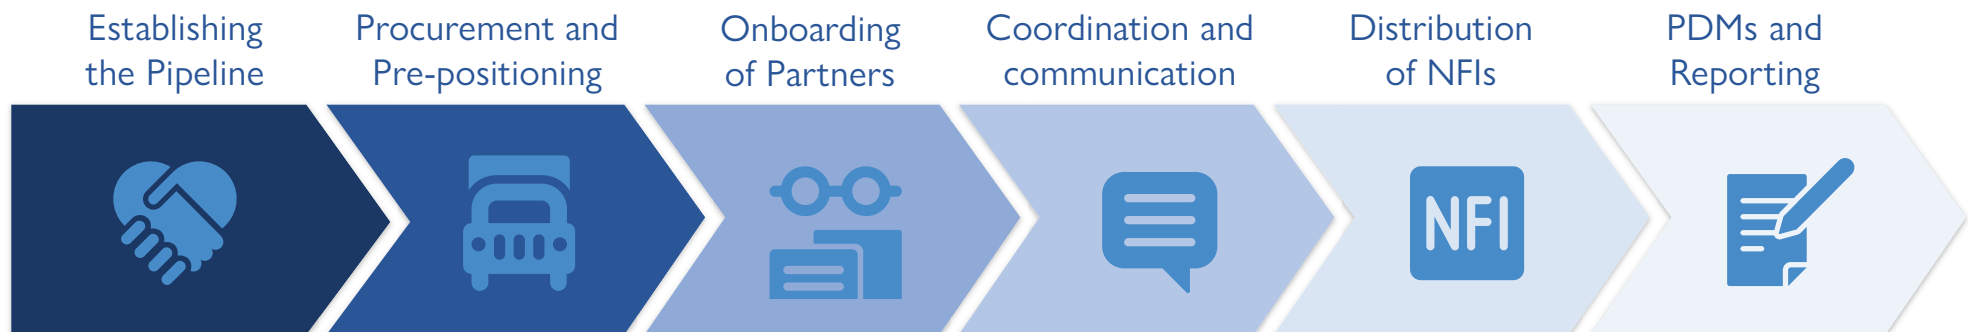 Establishing
the Pipeline
Procurement and
Pre-positioning
Onboarding
of Partners
Coordination and
communication
Distribution
of NFIs
PDMs and
Reporting
NFI